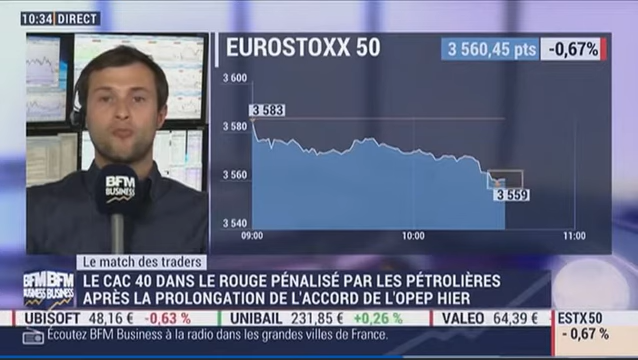 10:34 DIRECT
EUROSTOXX 50
3 560,45 pts
-0,67%
3 600
3 583
3 580
3 560
3 559
3 540
09:00
10:00
11:00
BFM
BUSINESS
Le match des traders
LE CAC 40 DANS LE ROUGE PÉNALISÉ PAR LES PÉTROLIÈRES
APRÈS LA PROLONGATION DE L'ACCORD DE L'OPEP HIER
BFM BFM
BUSINESS BUSINESS
UBISOFT 48,16 € -0,63 % UNIBAIL 231,85 € +0,26 % VALEO 64,39 €
ESTX50
- 0,67 %
Écoutez BFM Business à la radio dans les grandes villes de France.